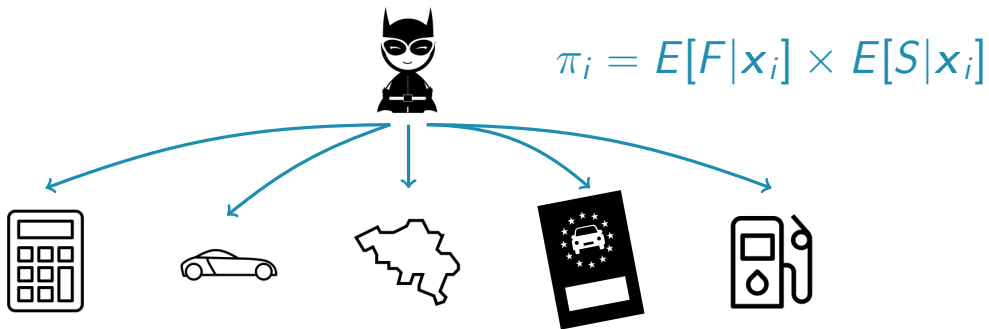 πᵢ = E[F|𝒙ᵢ] × E[S|𝒙ᵢ]